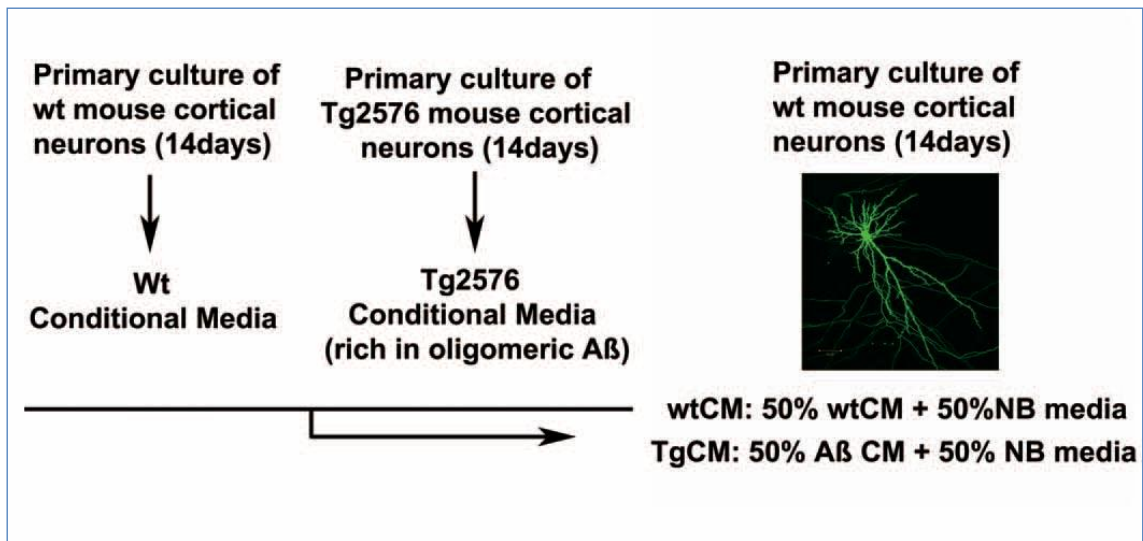 Primary culture of
wt mouse cortical
neurons (14days)
Wt
Conditional Media
Primary culture of
Tg2576 mouse cortical
neurons (14days)
Tg2576
Conditional Media
(rich in oligomeric Aß)
Primary culture of
wt mouse cortical
neurons (14days)
wtCM: 50% wtCM + 50%NB media
TgCM: 50% Aß CM + 50% NB media